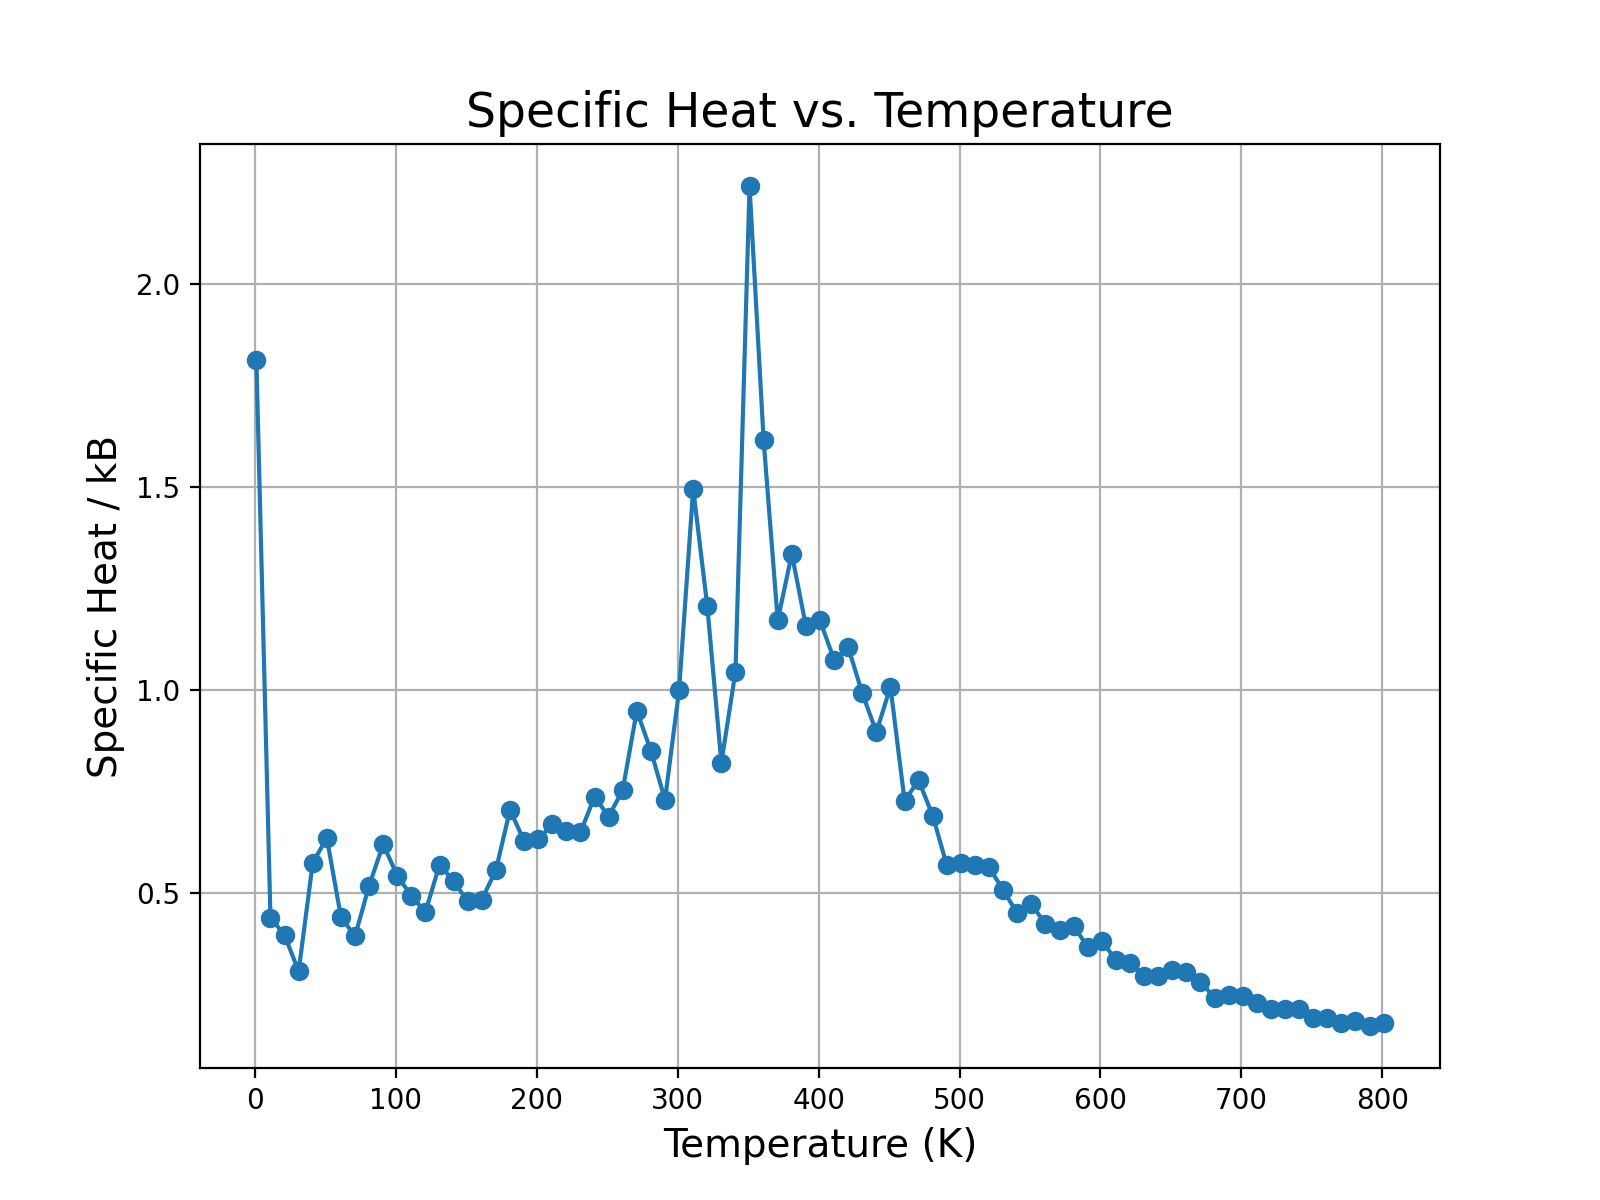 Specific Heat vs. Temperature
Specific Heat / kB
2.0
1.5
1.0
0.5
0 100 200 300 400 500 600 700 800
Temperature (K)